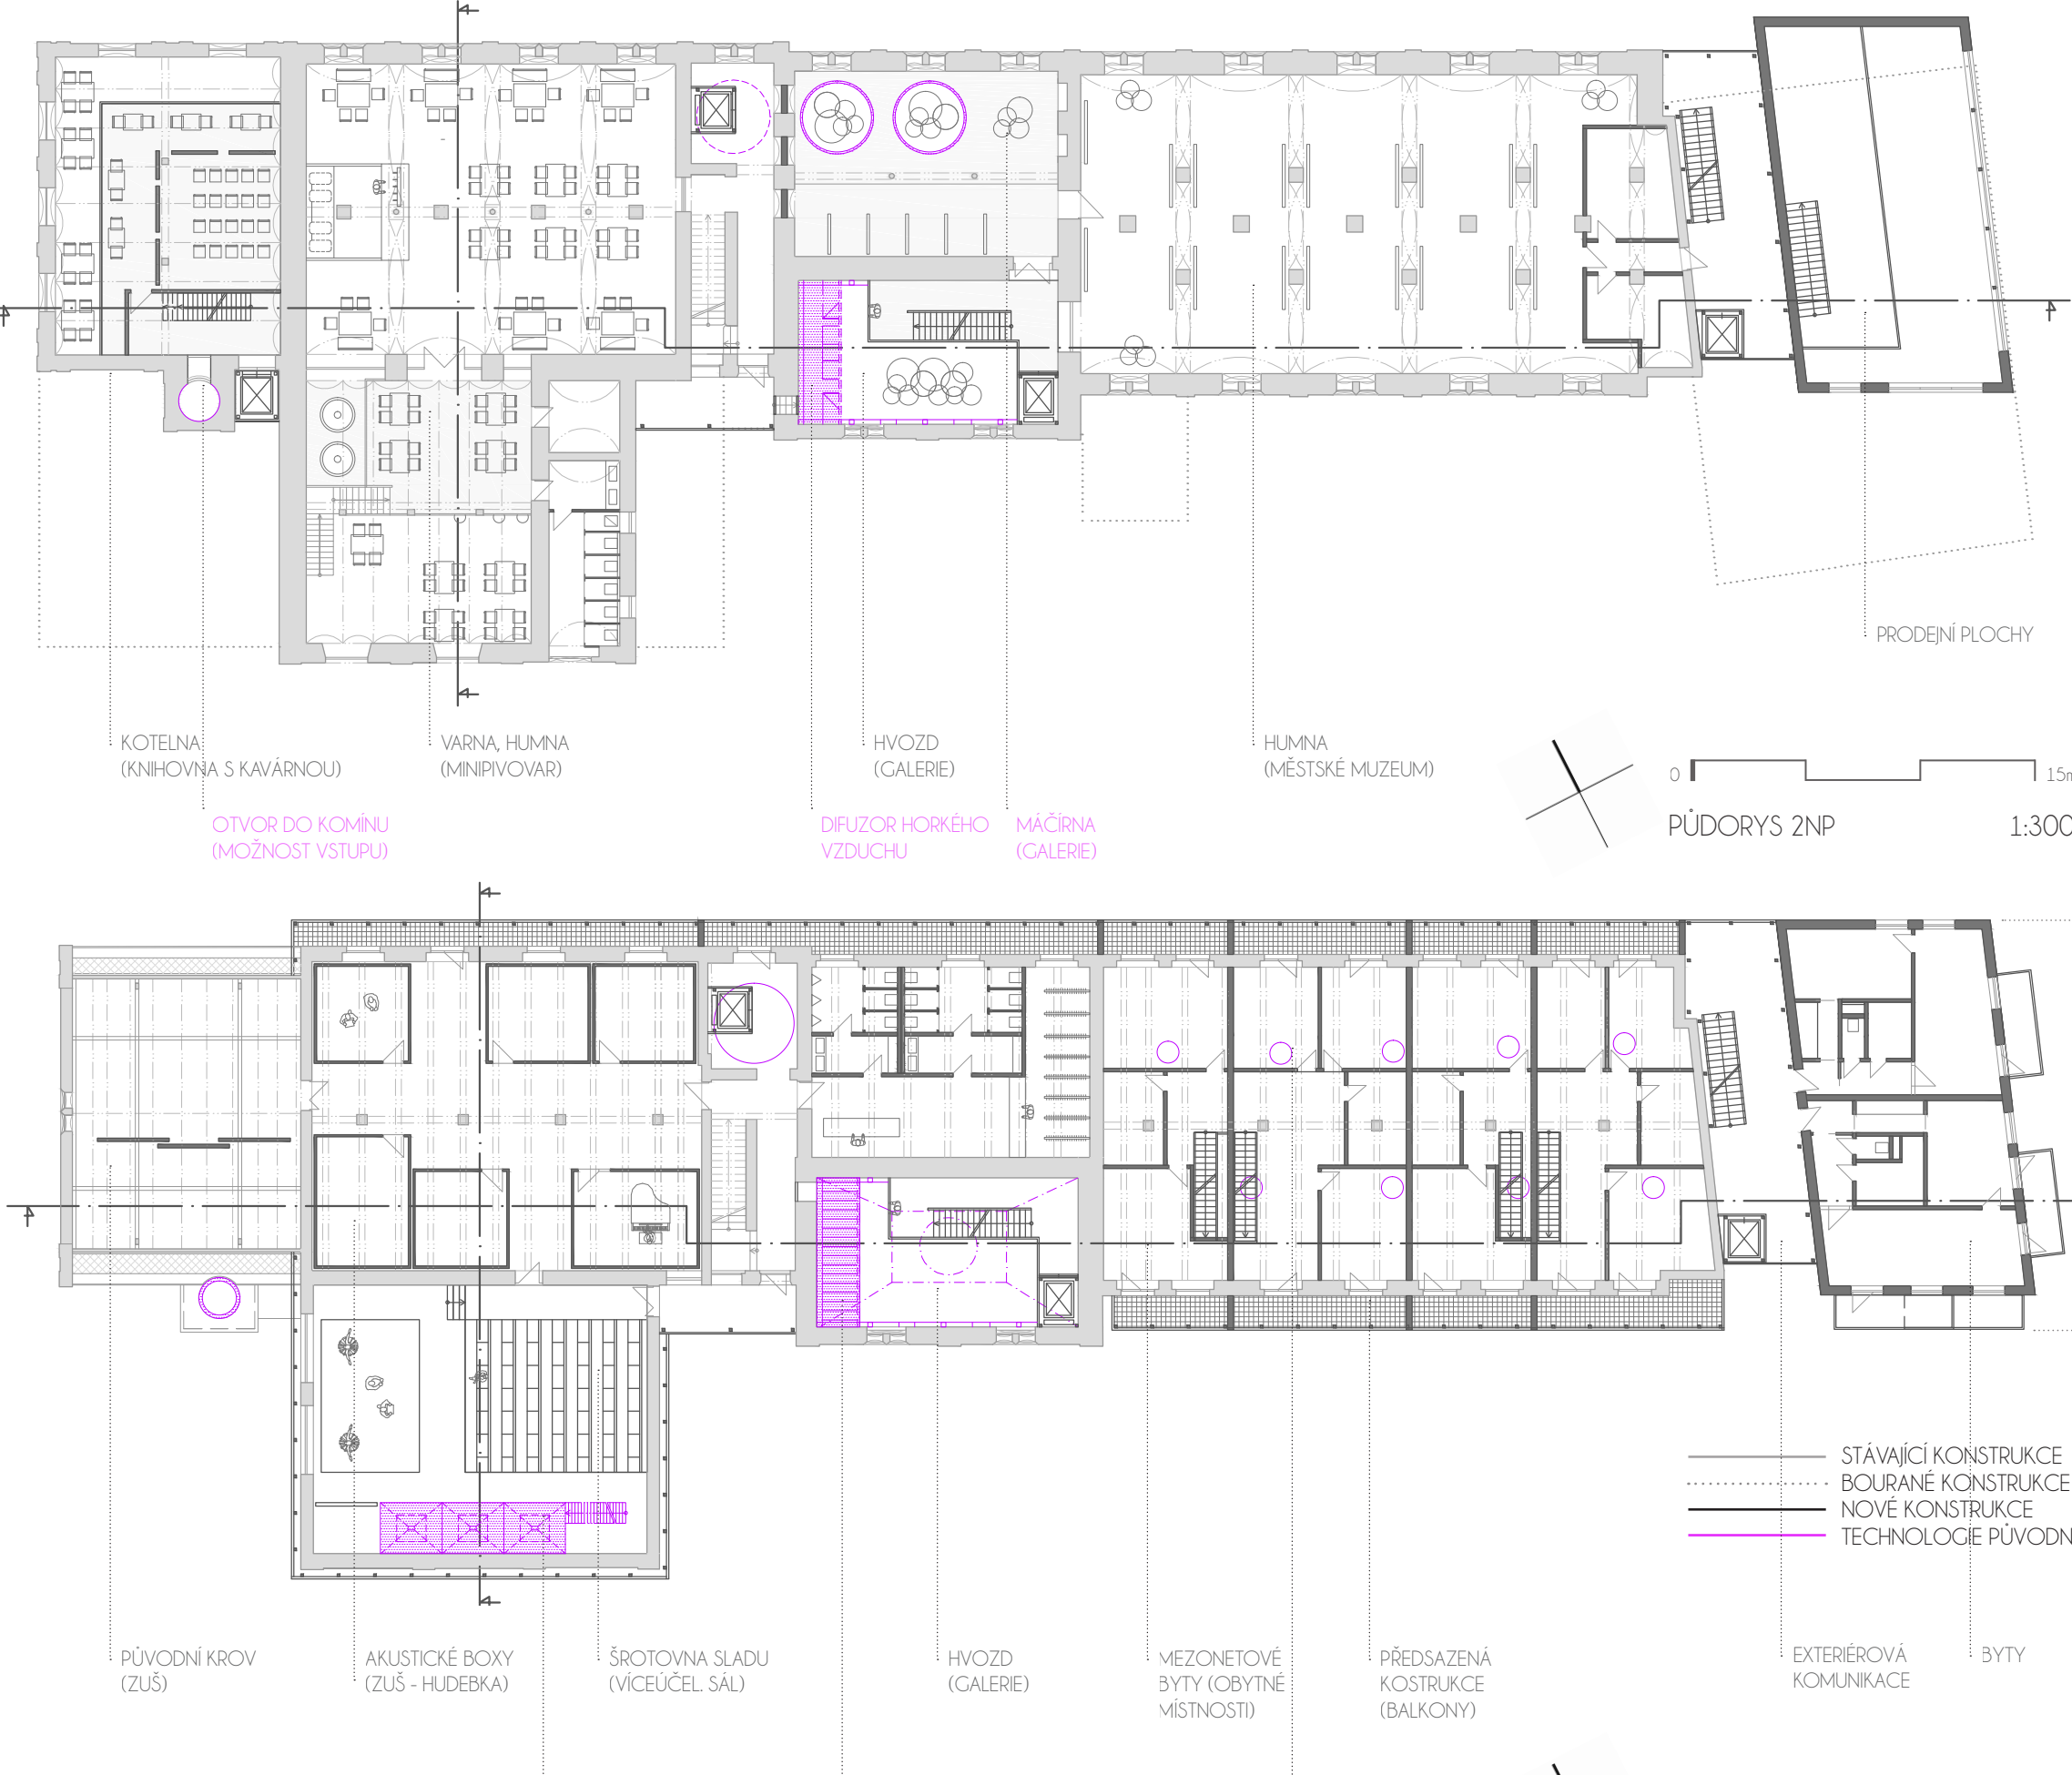 PRODEJNÍ PLOCHY
KOTELNA
(KNIHOVNA S KAVÁRNOU)
VARNA, HUMNA
(MINIPIVOVAR)
HVOZD
(GALERIE)
HUMNA
(MĚSTSKÉ MUZEUM)
0 15m
OTVOR DO KOMÍNU
(MOŽNOST VSTUPU)
DIFUZOR HORKÉHO
VZDUCHU
MÁČÍRNA
(GALERIE)
PŮDORYS 2NP 1:300
STÁVAJÍCÍ KONSTRUKCE
BOURANÉ KONSTRUKCE
NOVÉ KONSTRUKCE
TECHNOLOGIE PŮVODN
PŮVODNÍ KROV
(ZUŠ)
AKUSTICKÉ BOXY
(ZUŠ - HUDEBKA)
ŠROTOVNA SLADU
(VÍCEÚČEL. SÁL)
HVOZD
(GALERIE)
MEZONETOVÉ
BYTY (OBYTNÉ
MÍSTNOSTI)
PŘEDSAZENÁ
KOSTRUKCE
(BALKONY)
EXTERIÉROVÁ
KOMUNIKACE
BYTY